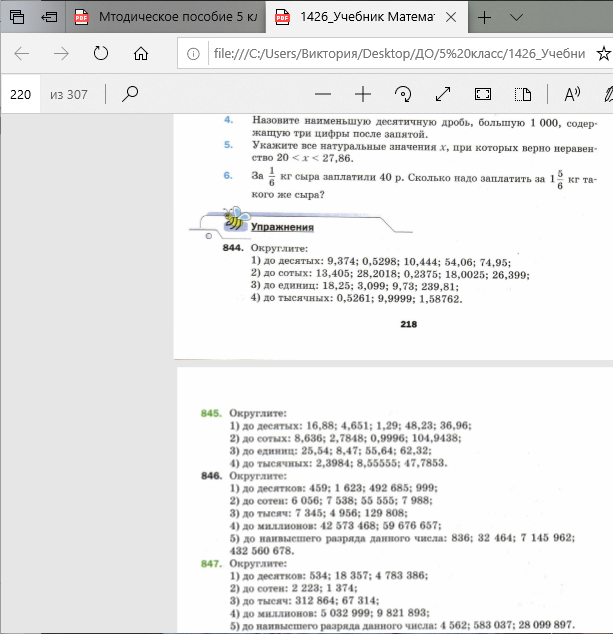 Мтодическое пособие 5 кл
1426_Учебник Математ
file:///C:/Users/Виктория/Desktop/ДО/5%20класс/1426_Учебни
220 из 307
4. Назовите наименьшую десятичную дробь, большую 1 000, содер-
жащую три цифры после запятой.
5. Укажите все натуральные значения x, при которых верно неравен-
ство 20 < x < 27,86.
6. За 1/6 кг сыра заплатили 40 р. Сколько надо заплатить за 1 5/6 кг та-
кого же сыра?
Упражнения
844. Округлите:
1) до десятых: 9,374; 0,5298; 10,444; 54,06; 74,95;
2) до сотых: 13,405; 28,2018; 0,2375; 18,0025; 26,399;
3) до единиц: 18,25; 3,099; 9,73; 239,81;
4) до тысячных: 0,5261; 9,9999; 1,58762.
218
845. Округлите:
1) до десятых: 16,88; 4,651; 1,29; 48,23; 36,96;
2) до сотых: 8,636; 2,7848; 0,9996; 104,9438;
3) до единиц: 25,54; 8,47; 55,64; 62,32;
4) до тысячных: 2,3984; 8,55555; 47,7853.
846. Округлите:
1) до десятков: 459; 1 623; 492 685; 999;
2) до сотен: 6 056; 7 538; 55 555; 7 988;
3) до тысяч: 7 345; 4 956; 129 808;
4) до миллионов: 42 573 468; 59 676 657;
5) до наивысшего разряда данного числа: 836; 32 464; 7 145 962;
432 560 678.
847. Округлите:
1) до десятков: 534; 18 357; 4 783 386;
2) до сотен: 2 223; 1 374;
3) до тысяч: 312 864; 67 314;
4) до миллионов: 5 032 999; 9 821 893;
5) до наивысшего разряда данного числа: 4 562; 583 037; 28 099 897.